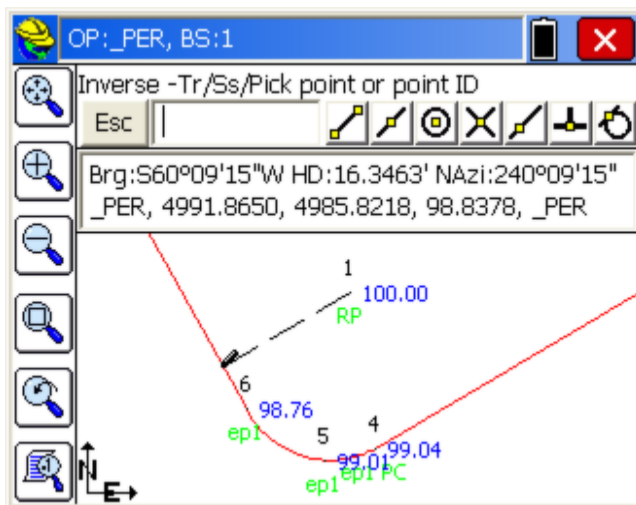 OP:_PER, BS:1
Inverse -Tr/Ss/Pick point or point ID
Esc
Brg:S60º09'15"W HD:16.3463' NAzi:240º09'15"
_PER, 4991.8650, 4985.8218, 98.8378, _PER
1
100.00
RP
6
98.76
ep1
5
4
99.01
99.04
ep1
ep1 PC
N
E